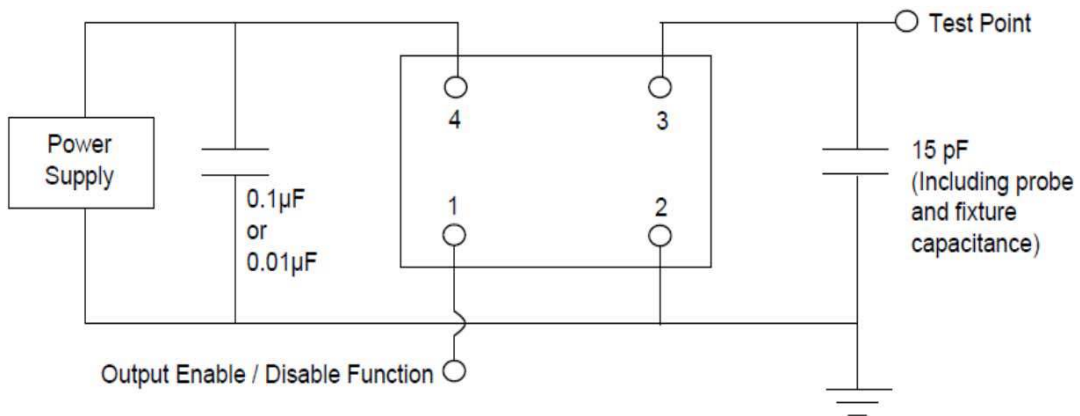 Test Point
4
3
Power
Supply
0.1µF
or
0.01µF
1
2
15 pF
(Including probe
and fixture
capacitance)
Output Enable / Disable Function